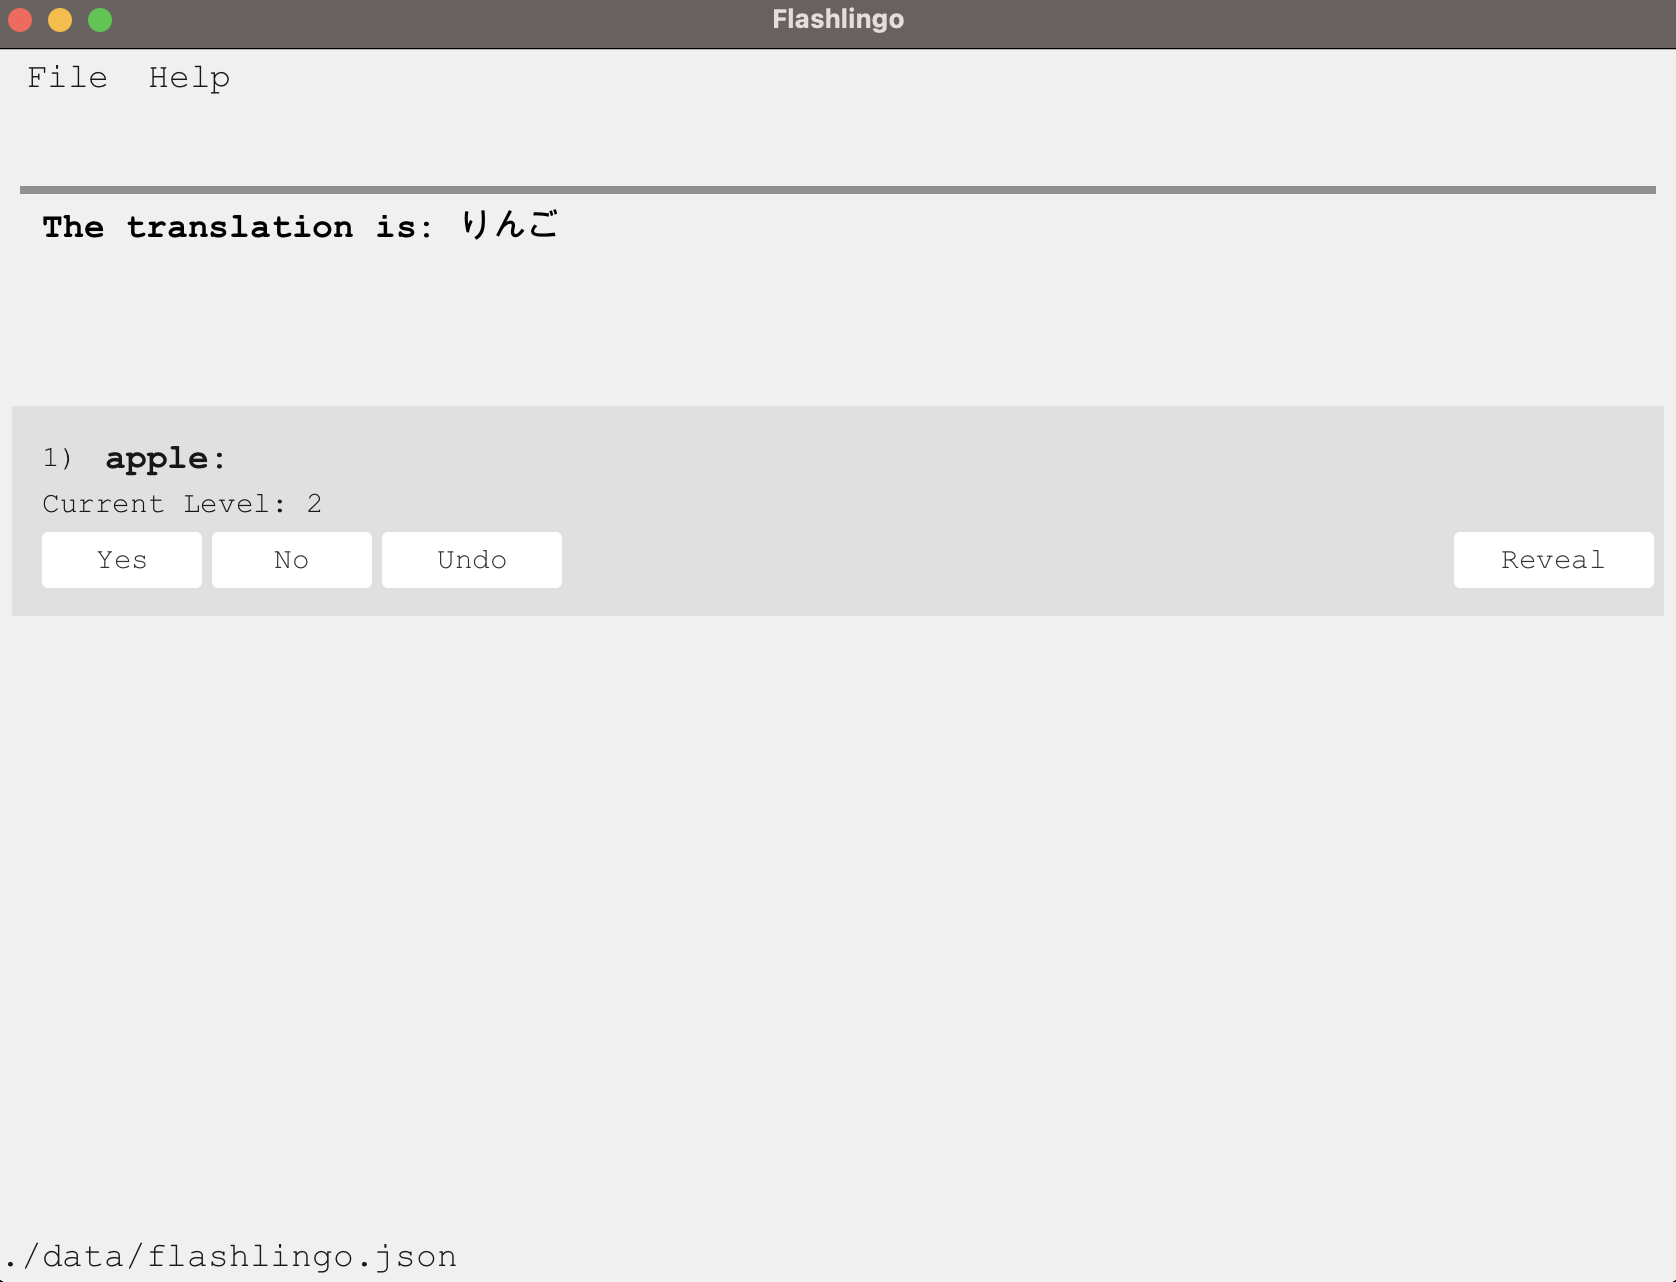 Flashlingo
File Help
The translation is: りんご
1) apple:
Current Level: 2
Yes No Undo Reveal
./data/flashlingo.json